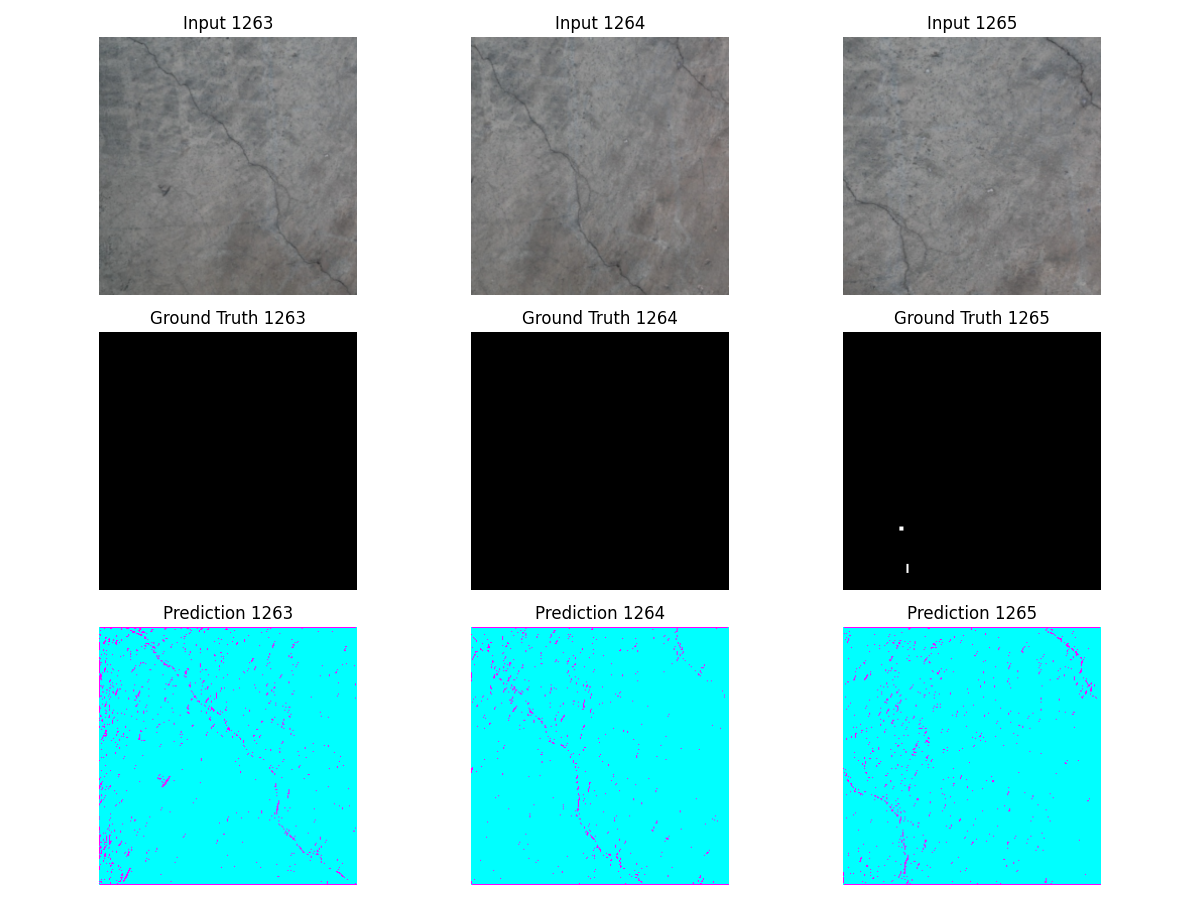 Input 1263
Input 1264
Input 1265
Ground Truth 1263
Ground Truth 1264
Ground Truth 1265
Prediction 1263
Prediction 1264
Prediction 1265